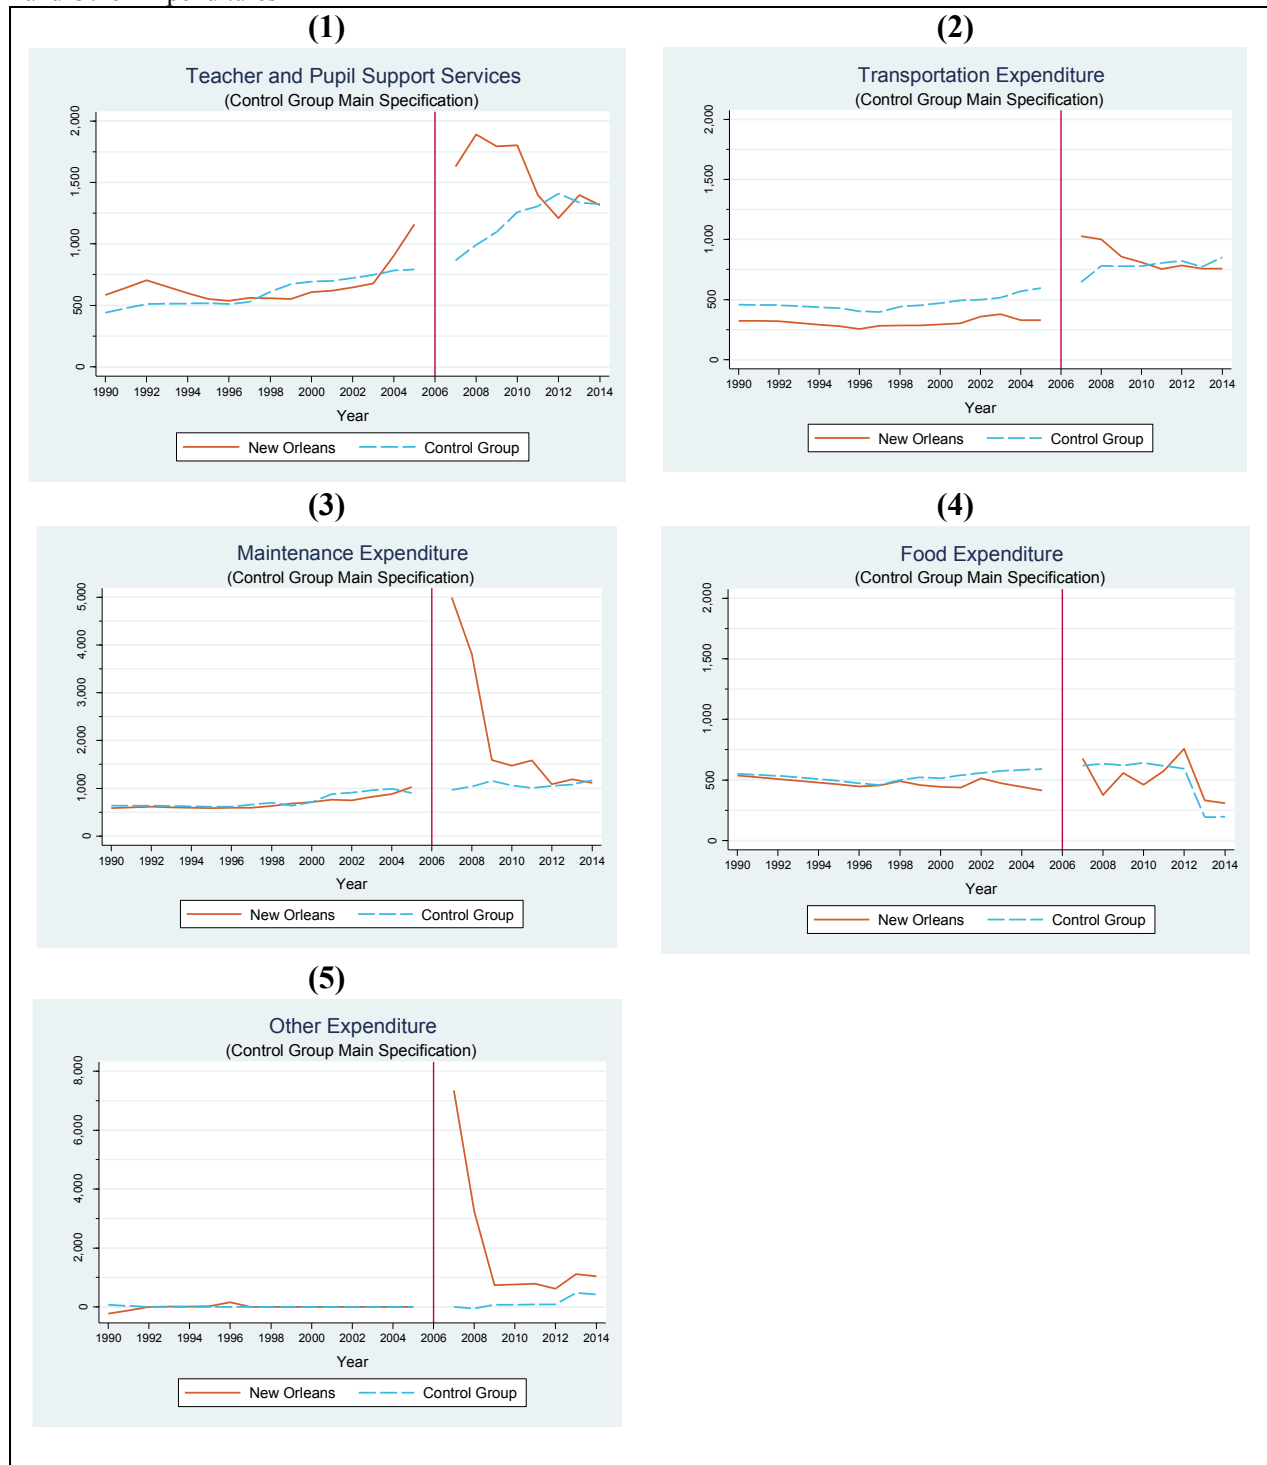 (1)
Teacher and Pupil Support Services
(Control Group Main Specification)
2,000
1,500
1,000
500
0
1990 1992 1994 1996 1998 2000 2002 2004 2006 2008 2010 2012 2014
Year
New Orleans Control Group
(2)
Transportation Expenditure
(Control Group Main Specification)
2,000
1,500
1,000
500
0
1990 1992 1994 1996 1998 2000 2002 2004 2006 2008 2010 2012 2014
Year
New Orleans Control Group
(3)
Maintenance Expenditure
(Control Group Main Specification)
5,000
4,000
3,000
2,000
1,000
0
1990 1992 1994 1996 1998 2000 2002 2004 2006 2008 2010 2012 2014
Year
New Orleans Control Group
(4)
Food Expenditure
(Control Group Main Specification)
2,000
1,500
1,000
500
0
1990 1992 1994 1996 1998 2000 2002 2004 2006 2008 2010 2012 2014
Year
New Orleans Control Group
(5)
Other Expenditure
(Control Group Main Specification)
8,000
6,000
4,000
2,000
0
1990 1992 1994 1996 1998 2000 2002 2004 2006 2008 2010 2012 2014
Year
New Orleans Control Group